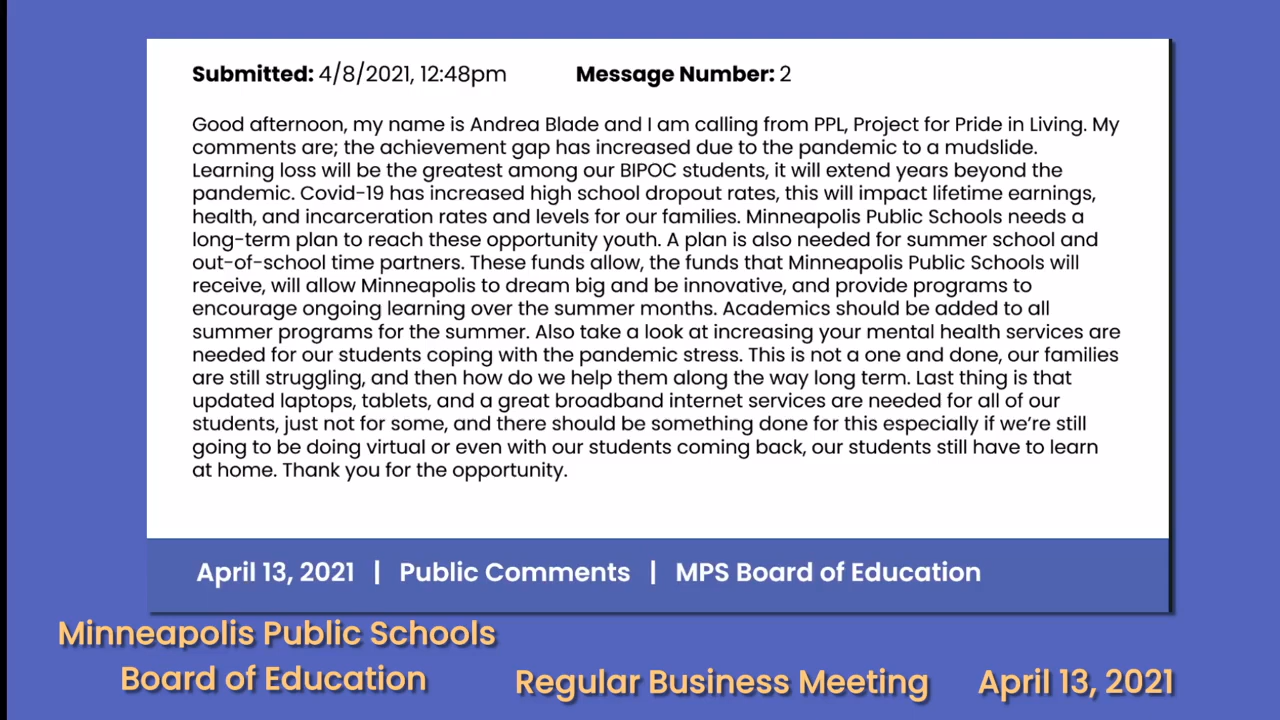 Submitted: 4/8/2021, 12:48pm Message Number: 2
Good afternoon, my name is Andrea Blade and I am calling from PPL, Project for Pride in Living. My
comments are; the achievement gap has increased due to the pandemic to a mudslide.
Learning loss will be the greatest among our BIPOC students, it will extend years beyond the
pandemic. Covid-19 has increased high school dropout rates, this will impact lifetime earnings,
health, and incarceration rates and levels for our families. Minneapolis Public Schools needs a
long-term plan to reach these opportunity youth. A plan is also needed for summer school and
out-of-school time partners. These funds allow, the funds that Minneapolis Public Schools will
receive, will allow Minneapolis to dream big and be innovative, and provide programs to
encourage ongoing learning over the summer months. Academics should be added to all
summer programs for the summer. Also take a look at increasing your mental health services are
needed for our students coping with the pandemic stress. This is not a one and done, our families
are still struggling, and then how do we help them along the way long term. Last thing is that
updated laptops, tablets, and a great broadband internet services are needed for all of our
students, just not for some, and there should be something done for this especially if we're still
going to be doing virtual or even with our students coming back, our students still have to learn
at home. Thank you for the opportunity.
April 13, 2021 | Public Comments | MPS Board of Education
Minneapolis Public Schools
Board of Education
Regular Business Meeting April 13, 2021